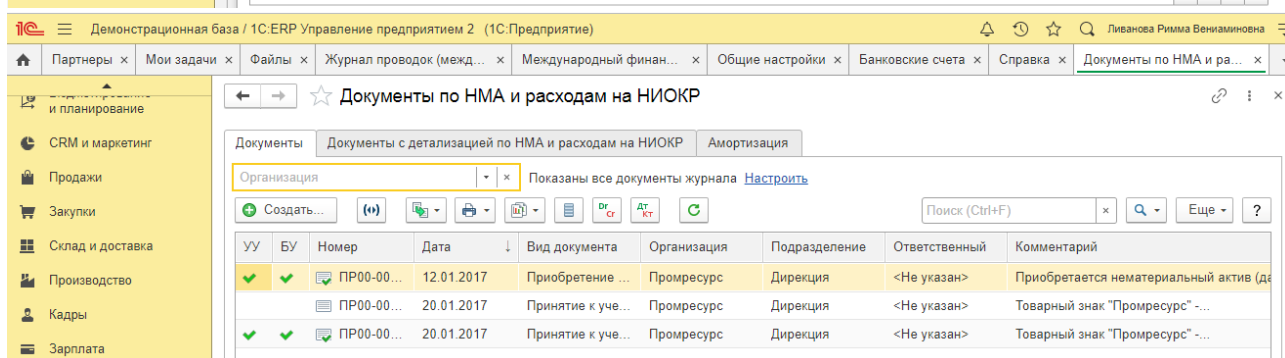 1С Демонстрационная база / 1С:ERP Управление предприятием 2 (1С:Предприятие) Ливанова Римма Вениаминовна
Партнеры × Мои задачи × Файлы × Журнал проводок (межд... × Международный финан... × Общие настройки × Банковские счета × Справка × Документы по НМА и ра... ×
и планирование
CRM и маркетинг
Продажи
Закупки
Склад и доставка
Производство
Кадры
Зарплата
Документы по НМА и расходам на НИОКР
Документы Документы с детализацией по НМА и расходам на НИОКР Амортизация
Организация × Показаны все документы журнала Настроить
Создать... Dr Cr Дт Кт Поиск (Ctrl+F) × Еще ?
УУ БУ Номер Дата ↓ Вид документа Организация Подразделение Ответственный Комментарий
ПР00-00... 12.01.2017 Приобретение ... Промресурс Дирекция <Не указан> Приобретается нематериальный актив (да
ПР00-00... 20.01.2017 Принятие к уче... Промресурс Дирекция <Не указан> Товарный знак "Промресурс" -...
ПР00-00... 20.01.2017 Принятие к уче... Промресурс Дирекция <Не указан> Товарный знак "Промресурс" -...